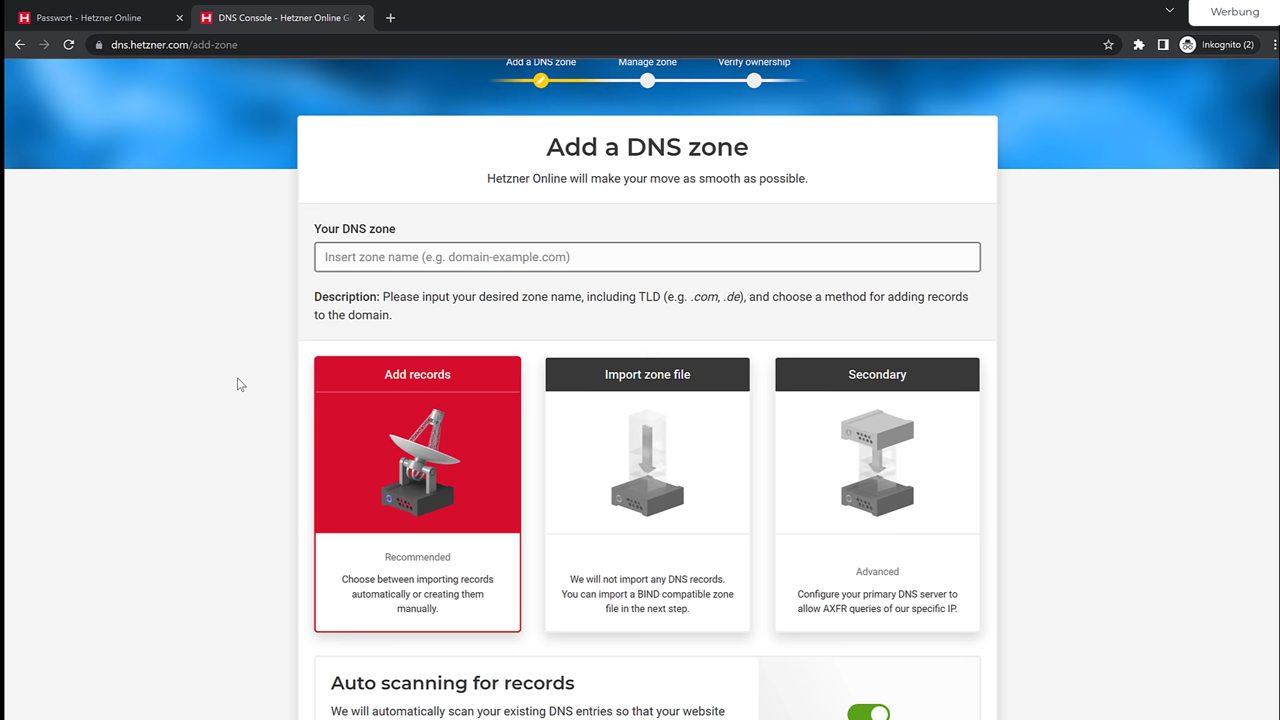 Passwort - Hetzner Online
DNS Console - Hetzner Online G
Werbung
dns.hetzner.com/add-zone
Inkognito (2)
Add a DNS zone
Manage zone
Verify ownership
Add a DNS zone
Hetzner Online will make your move as smooth as possible.
Your DNS zone
Insert zone name (e.g. domain-example.com)
Description: Please input your desired zone name, including TLD (e.g. .com, .de), and choose a method for adding records
to the domain.
Add records
Recommended
Choose between importing records
automatically or creating them
manually.
Import zone file
We will not import any DNS records.
You can import a BIND compatible zone
file in the next step.
Secondary
Advanced
Configure your primary DNS server to
allow AXFR queries of our specific IP.
Auto scanning for records
We will automatically scan your existing DNS entries so that your website